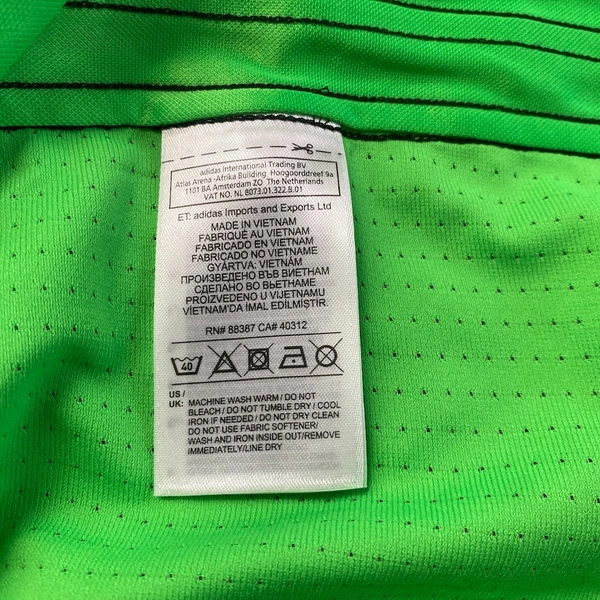 adidas International Trading BV
Atlas Arena -Afrika Building Hoogoorddreef 9a
1101 BA Amsterdam ZO The Netherlands
VAT NO. NL 8073.01.322.B.01
ET: adidas Imports and Exports Ltd
MADE IN VIETNAM
FABRIQUÉ AU VIETNAM
FABRICADO EN VIETNAM
FABRICADO NO VIETNAME
GYÁRTVA: VIETNÁM
ПРОИЗВЕДЕНО ВЪВ ВИЕТНАМ
СДЕЛАНО ВО ВЬЕТНАМЕ
PROIZVEDENO U VIJETNAMU
VİETNAM'DA İMAL EDİLMİŞTİR.
RN# 88387 CA# 40312
40
US /
UK: MACHINE WASH WARM / DO NOT
BLEACH / DO NOT TUMBLE DRY / COOL
IRON IF NEEDED / DO NOT DRY CLEAN
DO NOT USE FABRIC SOFTENER/
WASH AND IRON INSIDE OUT/REMOVE
IMMEDIATELY/LINE DRY